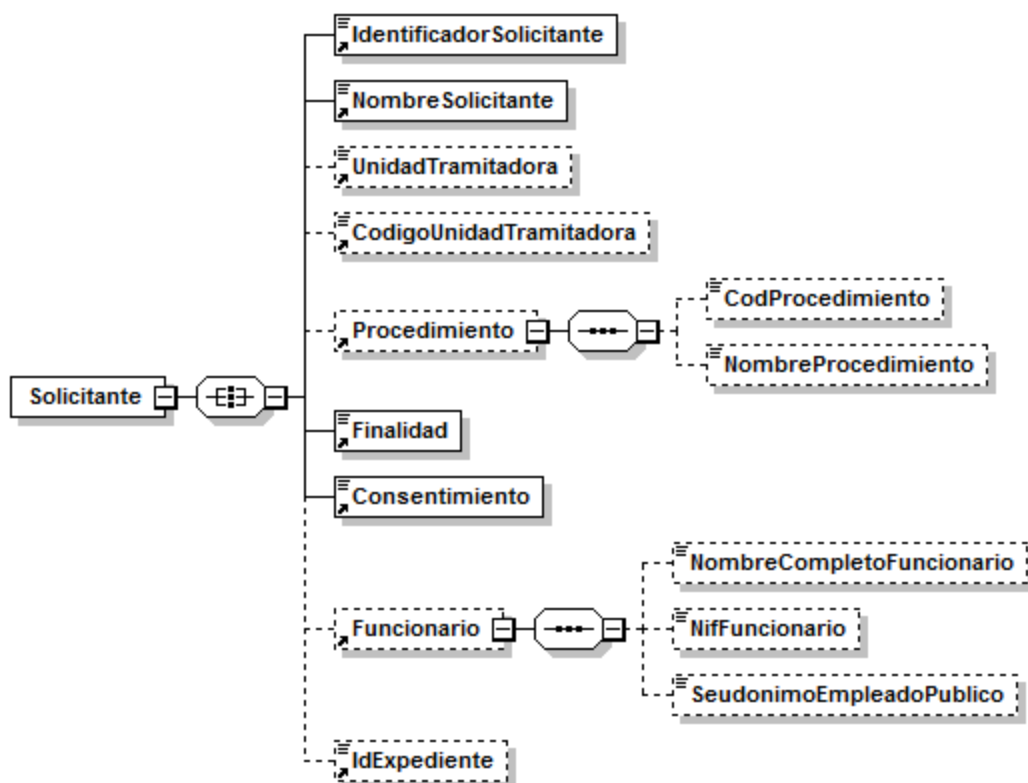 IdentificadorSolicitante
NombreSolicitante
UnidadTramitadora
CodigoUnidadTramitadora
CodProcedimiento
Procedimiento
NombreProcedimiento
Solicitante
Finalidad
Consentimiento
NombreCompletoFuncionario
Funcionario
NifFuncionario
SeudonimoEmpleadoPublico
IdExpediente